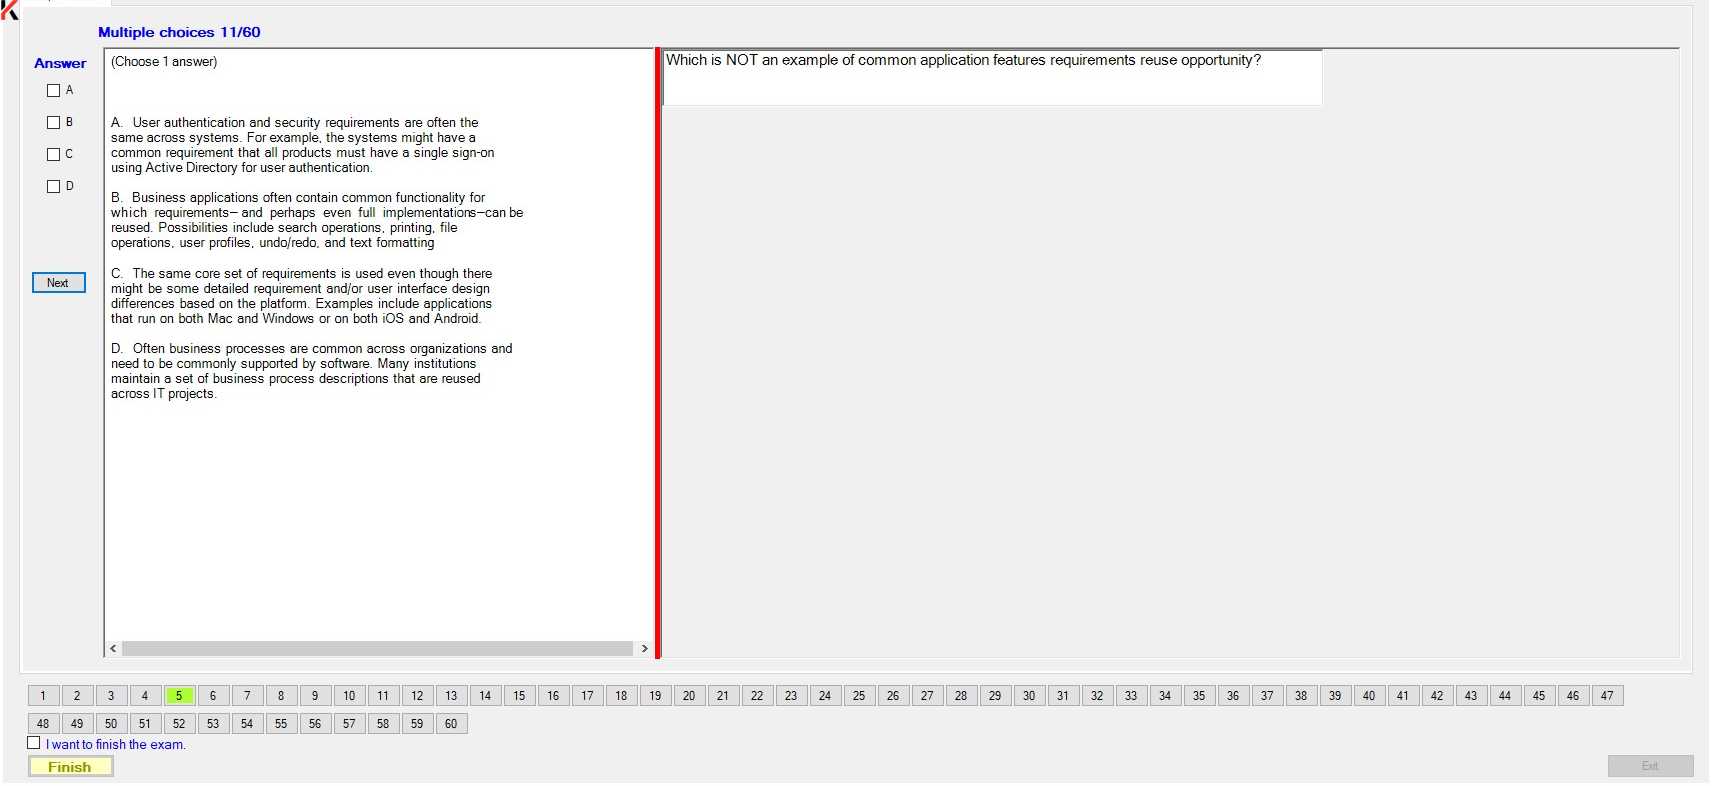 Multiple choices 11/60
Answer
A
B
C
D
Next
(Choose 1 answer)
A. User authentication and security requirements are often the
same across systems. For example, the systems might have a
common requirement that all products must have a single sign-on
using Active Directory for user authentication.
B. Business applications often contain common functionality for
which requirements– and perhaps even full implementations–can be
reused. Possibilities include search operations, printing, file
operations, user profiles, undo/redo, and text formatting
C. The same core set of requirements is used even though there
might be some detailed requirement and/or user interface design
differences based on the platform. Examples include applications
that run on both Mac and Windows or on both iOS and Android.
D. Often business processes are common across organizations and
need to be commonly supported by software. Many institutions
maintain a set of business process descriptions that are reused
across IT projects.
Which is NOT an example of common application features requirements reuse opportunity?
1 2 3 4 5 6 7 8 9 10 11 12 13 14 15 16 17 18 19 20 21 22 23 24 25 26 27 28 29 30 31 32 33 34 35 36 37 38 39 40 41 42 43 44 45 46 47
48 49 50 51 52 53 54 55 56 57 58 59 60
I want to finish the exam.
Finish
Exit